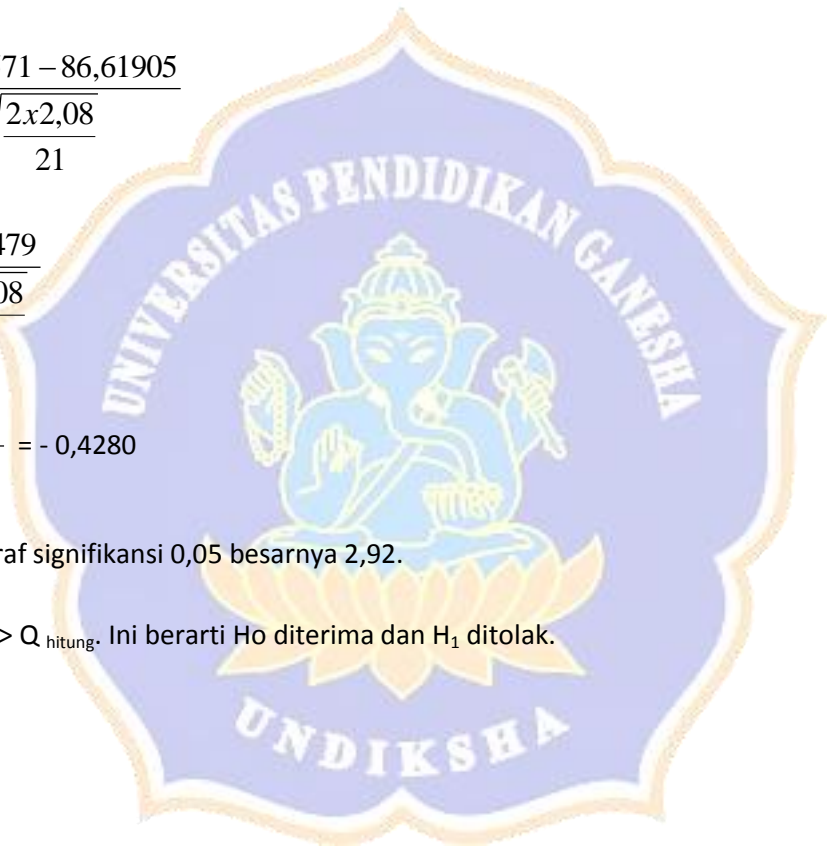 71 – 86,61905
2x2,08
21
479
08
= - 0,4280
raf signifikansi 0,05 besarnya 2,92.
> Q hitung. Ini berarti Ho diterima dan H₁ ditolak.
UNIVERSITAS PENDIDIKAN GANESHA
UNDIKSHA